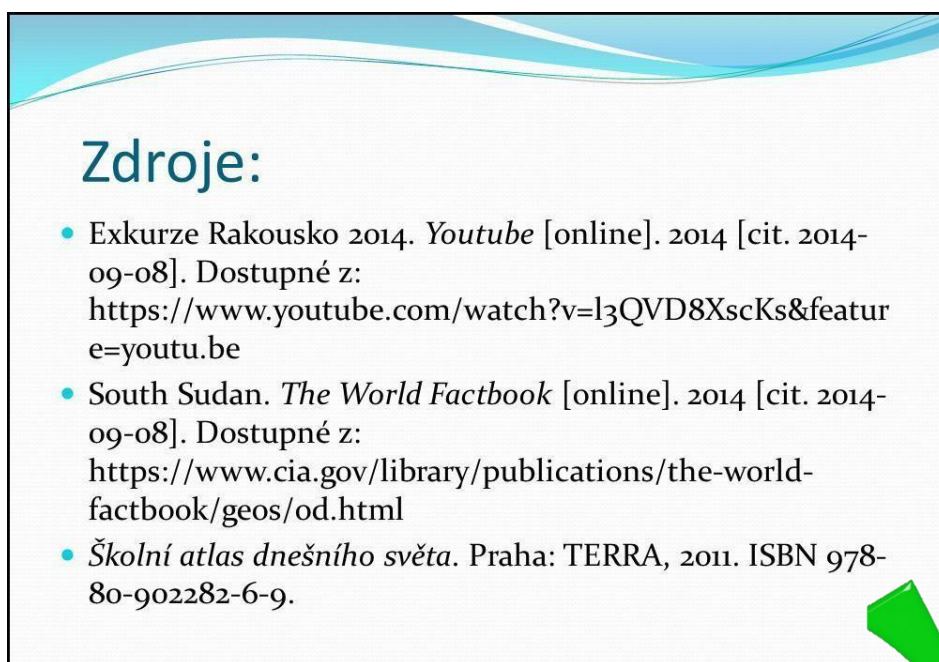 Zdroje:
Exkurze Rakousko 2014. Youtube [online]. 2014 [cit. 2014-
09-08]. Dostupné z:
https://www.youtube.com/watch?v=l3QVD8XscKs&featur
e=youtu.be
South Sudan. The World Factbook [online]. 2014 [cit. 2014-
09-08]. Dostupné z:
https://www.cia.gov/library/publications/the-world-
factbook/geos/od.html
Školní atlas dnešního světa. Praha: TERRA, 2011. ISBN 978-
80-902282-6-9.